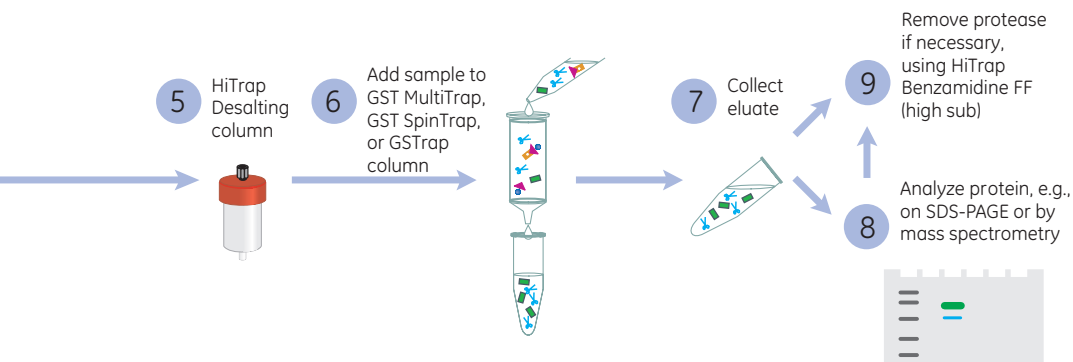 5
HiTrap
Desalting
column
6
Add sample to
GST MultiTrap,
GST SpinTrap,
or GSTrap
column
7
Collect
eluate
9
Remove protease
if necessary,
using HiTrap
Benzamidine FF
(high sub)
8
Analyze protein, e.g.,
on SDS-PAGE or by
mass spectrometry